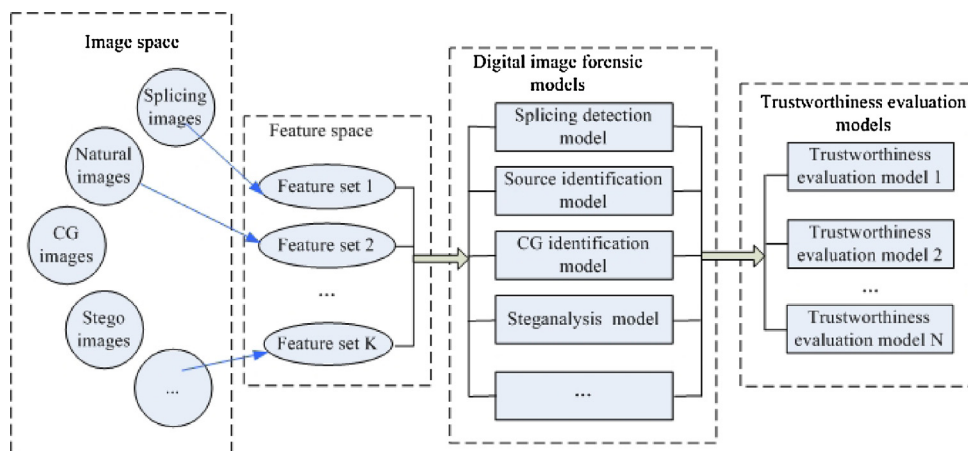 Image space
Splicing
images
Natural
images
CG
images
Stego
images
...
Feature space
Feature set 1
Feature set 2
...
Feature set K
Digital image forensic
models
Splicing detection
model
Source identification
model
CG identification
model
Steganalysis model
...
Trustworthiness evaluation
models
Trustworthiness
evaluation model 1
Trustworthiness
evaluation model 2
...
Trustworthiness
evaluation model N